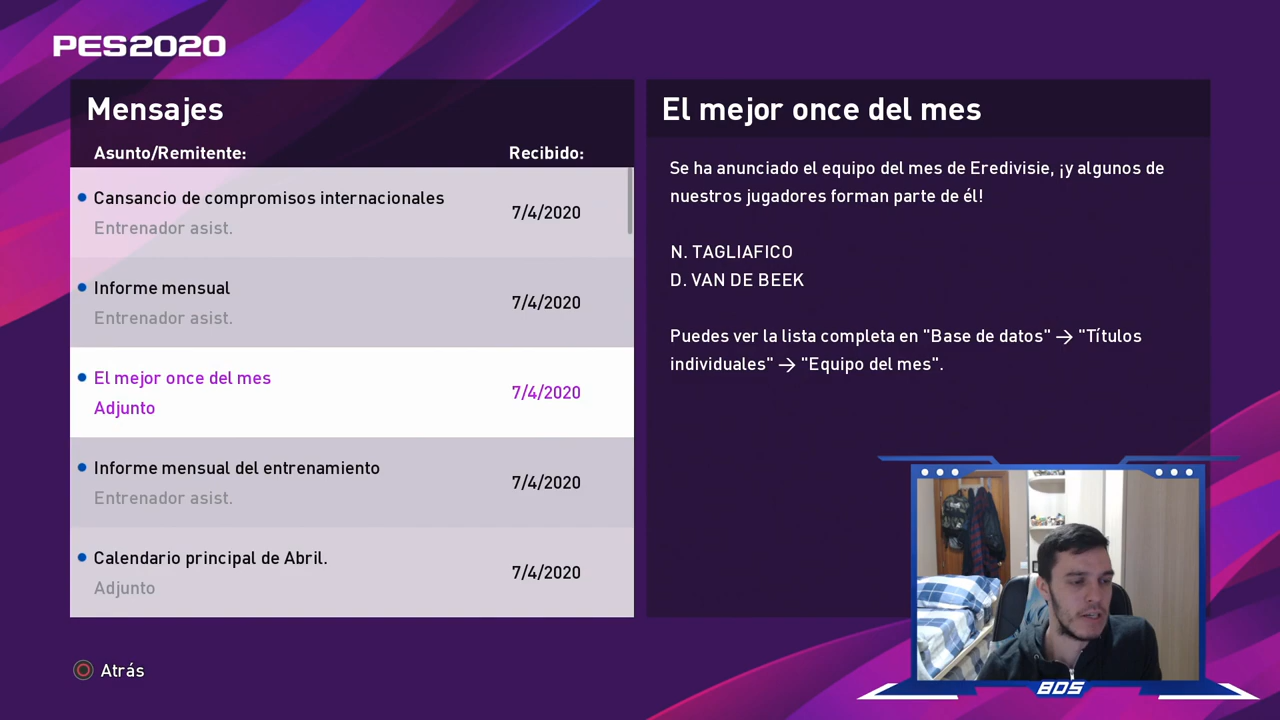 PES2020
Mensajes
Asunto/Remitente:
Recibido:
Cansancio de compromisos internacionales
Entrenador asist.
7/4/2020
Informe mensual
Entrenador asist.
7/4/2020
El mejor once del mes
Adjunto
7/4/2020
Informe mensual del entrenamiento
Entrenador asist.
7/4/2020
Calendario principal de Abril.
Adjunto
7/4/2020
El mejor once del mes
Se ha anunciado el equipo del mes de Eredivisie, ¡y algunos de
nuestros jugadores forman parte de él!
N. TAGLIAFICO
D. VAN DE BEEK
Puedes ver la lista completa en "Base de datos" → "Títulos
individuales" → "Equipo del mes".
Atrás
BDS